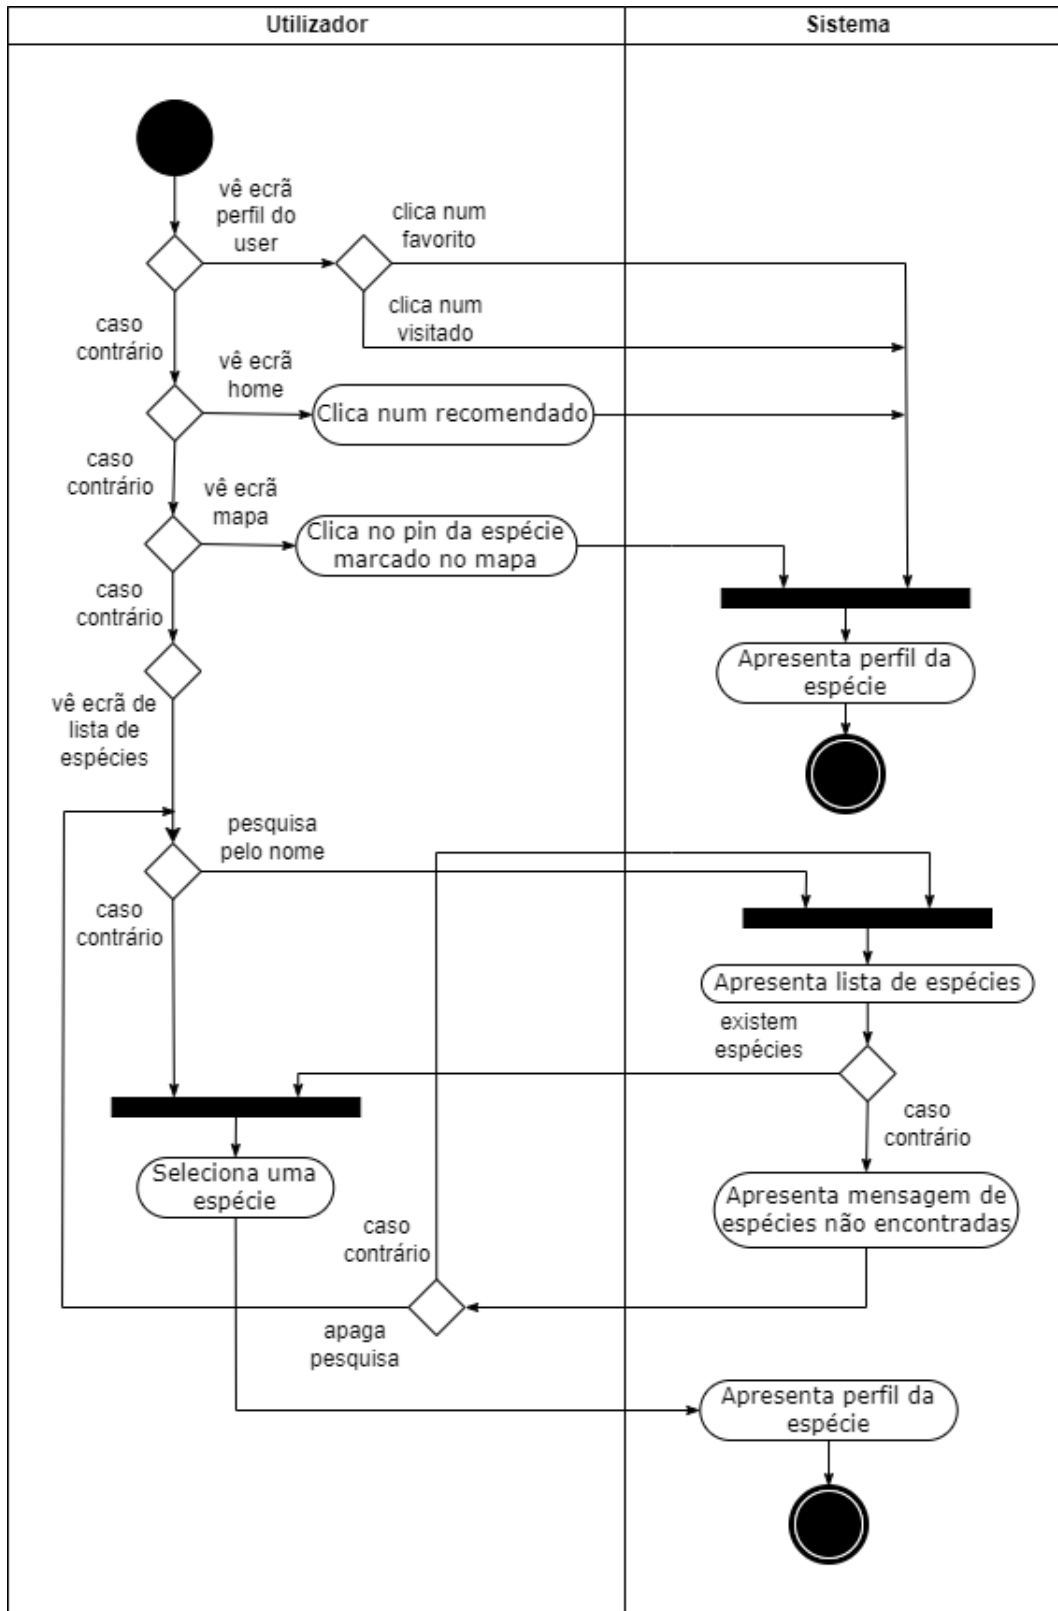 Utilizador
Sistema
vê ecrã
perfil do
user
clica num
favorito
clica num
visitado
caso
contrário
vê ecrã
home
Clica num recomendado
caso
contrário
vê ecrã
mapa
Clica no pin da espécie
marcado no mapa
caso
contrário
Apresenta perfil da
espécie
vê ecrã de
lista de
espécies
pesquisa
pelo nome
caso
contrário
Apresenta lista de espécies
existem
espécies
caso
contrário
Seleciona uma
espécie
Apresenta mensagem de
espécies não encontradas
caso
contrário
apaga
pesquisa
Apresenta perfil da
espécie